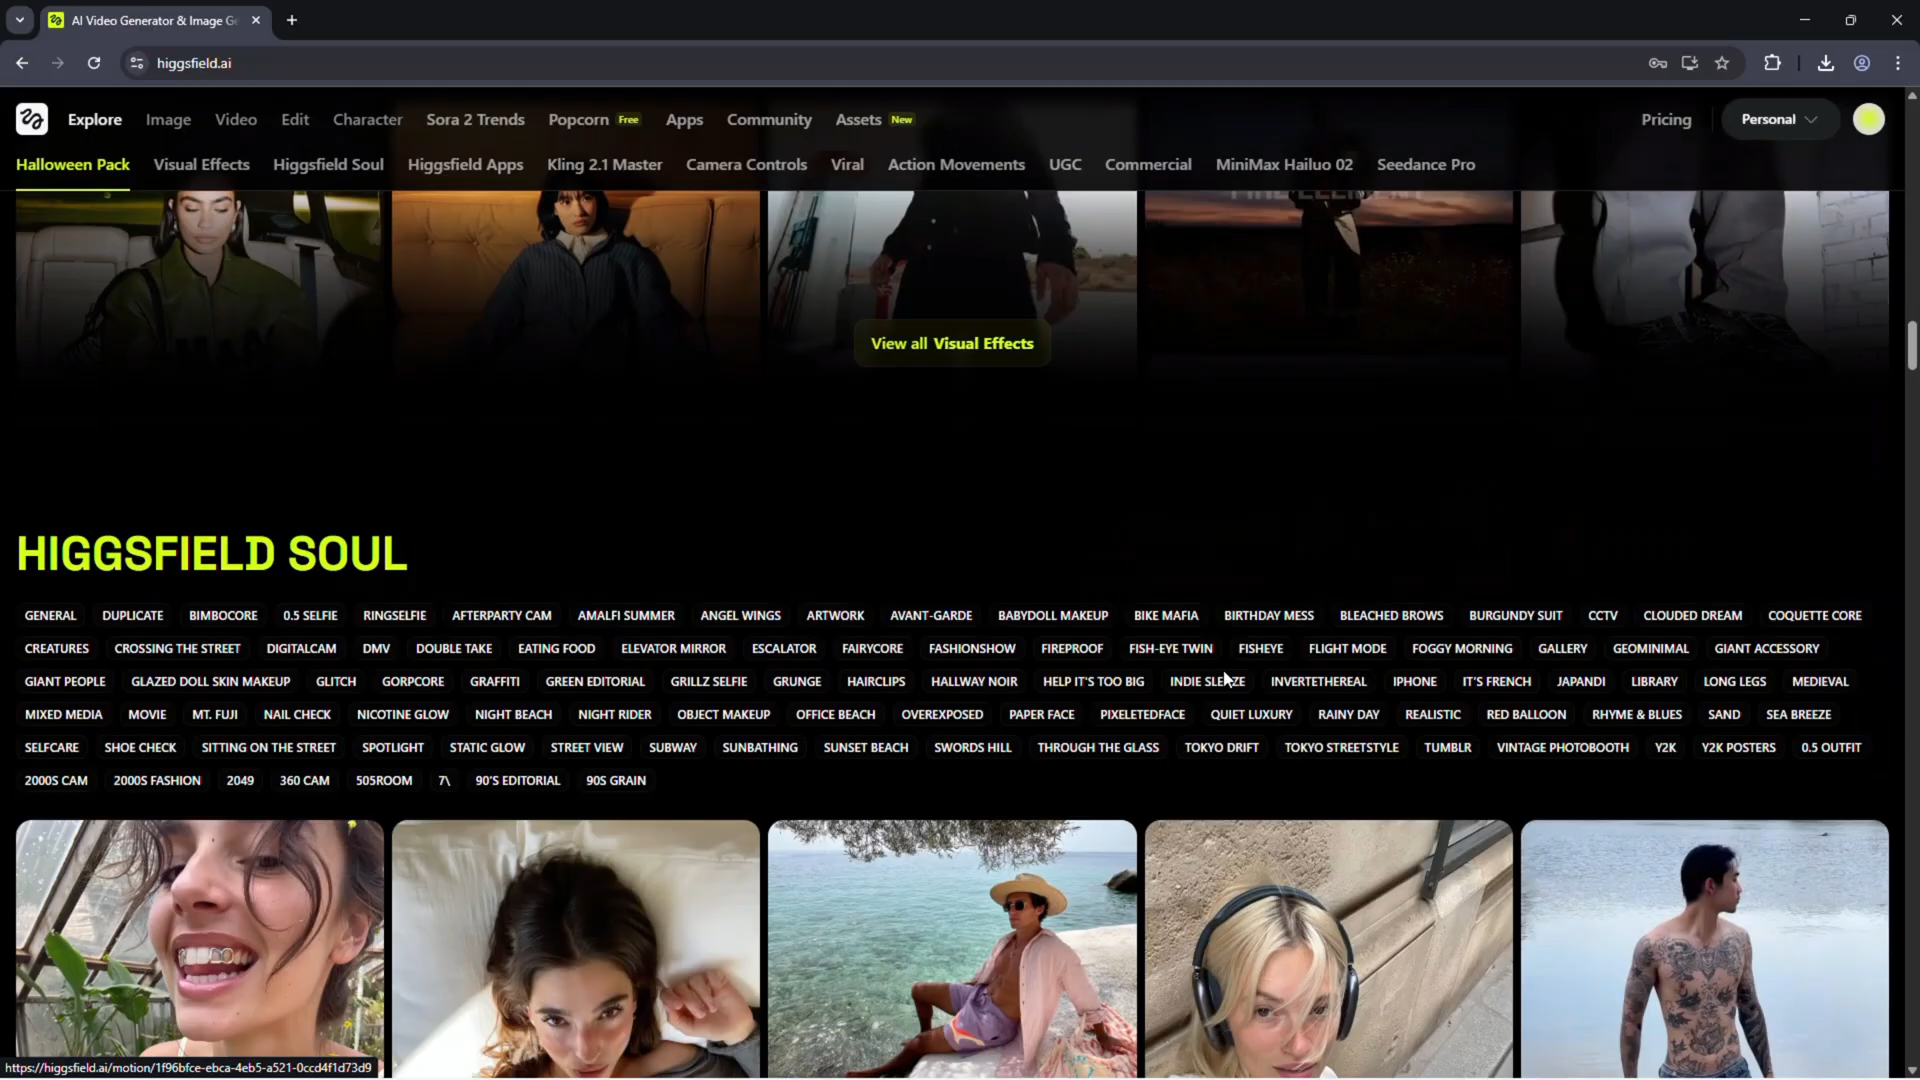 AI Video Generator & Image Ge
higgsfield.ai
Explore Image Video Edit Character Sora 2 Trends Popcorn Free Apps Community Assets New Pricing Personal
Halloween Pack Visual Effects Higgsfield Soul Higgsfield Apps Kling 2.1 Master Camera Controls Viral Action Movements UGC Commercial MiniMax Hailuo 02 Seedance Pro
View all Visual Effects
HIGGSFIELD SOUL
GENERAL DUPLICATE BIMBOCORE 0.5 SELFIE RINGSELFIE AFTERPARTY CAM AMALFI SUMMER ANGEL WINGS ARTWORK AVANT-GARDE BABYDOLL MAKEUP BIKE MAFIA BIRTHDAY MESS BLEACHED BROWS BURGUNDY SUIT CCTV CLOUDED DREAM COQUETTE CORE
CREATURES CROSSING THE STREET DIGITALCAM DMV DOUBLE TAKE EATING FOOD ELEVATOR MIRROR ESCALATOR FAIRYCORE FASHIONSHOW FIREPROOF FISH-EYE TWIN FISHEYE FLIGHT MODE FOGGY MORNING GALLERY GEOMINIMAL GIANT ACCESSORY
GIANT PEOPLE GLAZED DOLL SKIN MAKEUP GLITCH GORPCORE GRAFFITI GREEN EDITORIAL GRILLZ SELFIE GRUNGE HAIRCLIPS HALLWAY NOIR HELP IT'S TOO BIG INDIE SLEAZE INVERTETHEREAL IPHONE IT'S FRENCH JAPANDI LIBRARY LONG LEGS MEDIEVAL
MIXED MEDIA MOVIE MT. FUJI NAIL CHECK NICOTINE GLOW NIGHT BEACH NIGHT RIDER OBJECT MAKEUP OFFICE BEACH OVEREXPOSED PAPER FACE PIXELETEDFACE QUIET LUXURY RAINY DAY REALISTIC RED BALLOON RHYME & BLUES SAND SEA BREEZE
SELFCARE SHOE CHECK SITTING ON THE STREET SPOTLIGHT STATIC GLOW STREET VIEW SUBWAY SUNBATHING SUNSET BEACH SWORDS HILL THROUGH THE GLASS TOKYO DRIFT TOKYO STREETSTYLE TUMBLR VINTAGE PHOTOBOOTH Y2K Y2K POSTERS 0.5 OUTFIT
2000S CAM 2000S FASHION 2049 360 CAM 505ROOM 7\ 90'S EDITORIAL 90S GRAIN
https://higgsfield.ai/motion/1f96bfce-ebca-4eb5-a521-0ccd4f1d73d9